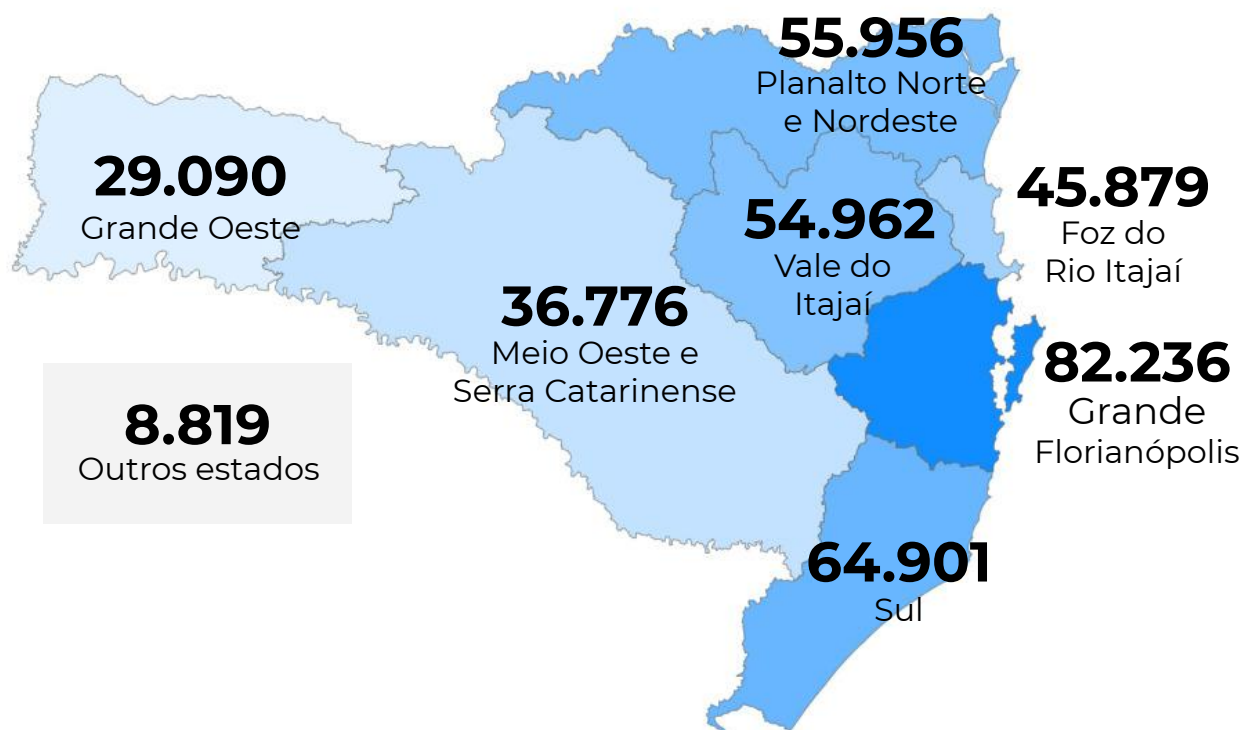 55.956
Planalto Norte
e Nordeste
29.090
Grande Oeste
54.962
Vale do
Itajaí
45.879
Foz do
Rio Itajaí
36.776
Meio Oeste e
Serra Catarinense
82.236
Grande
Florianópolis
8.819
Outros estados
64.901
Sul